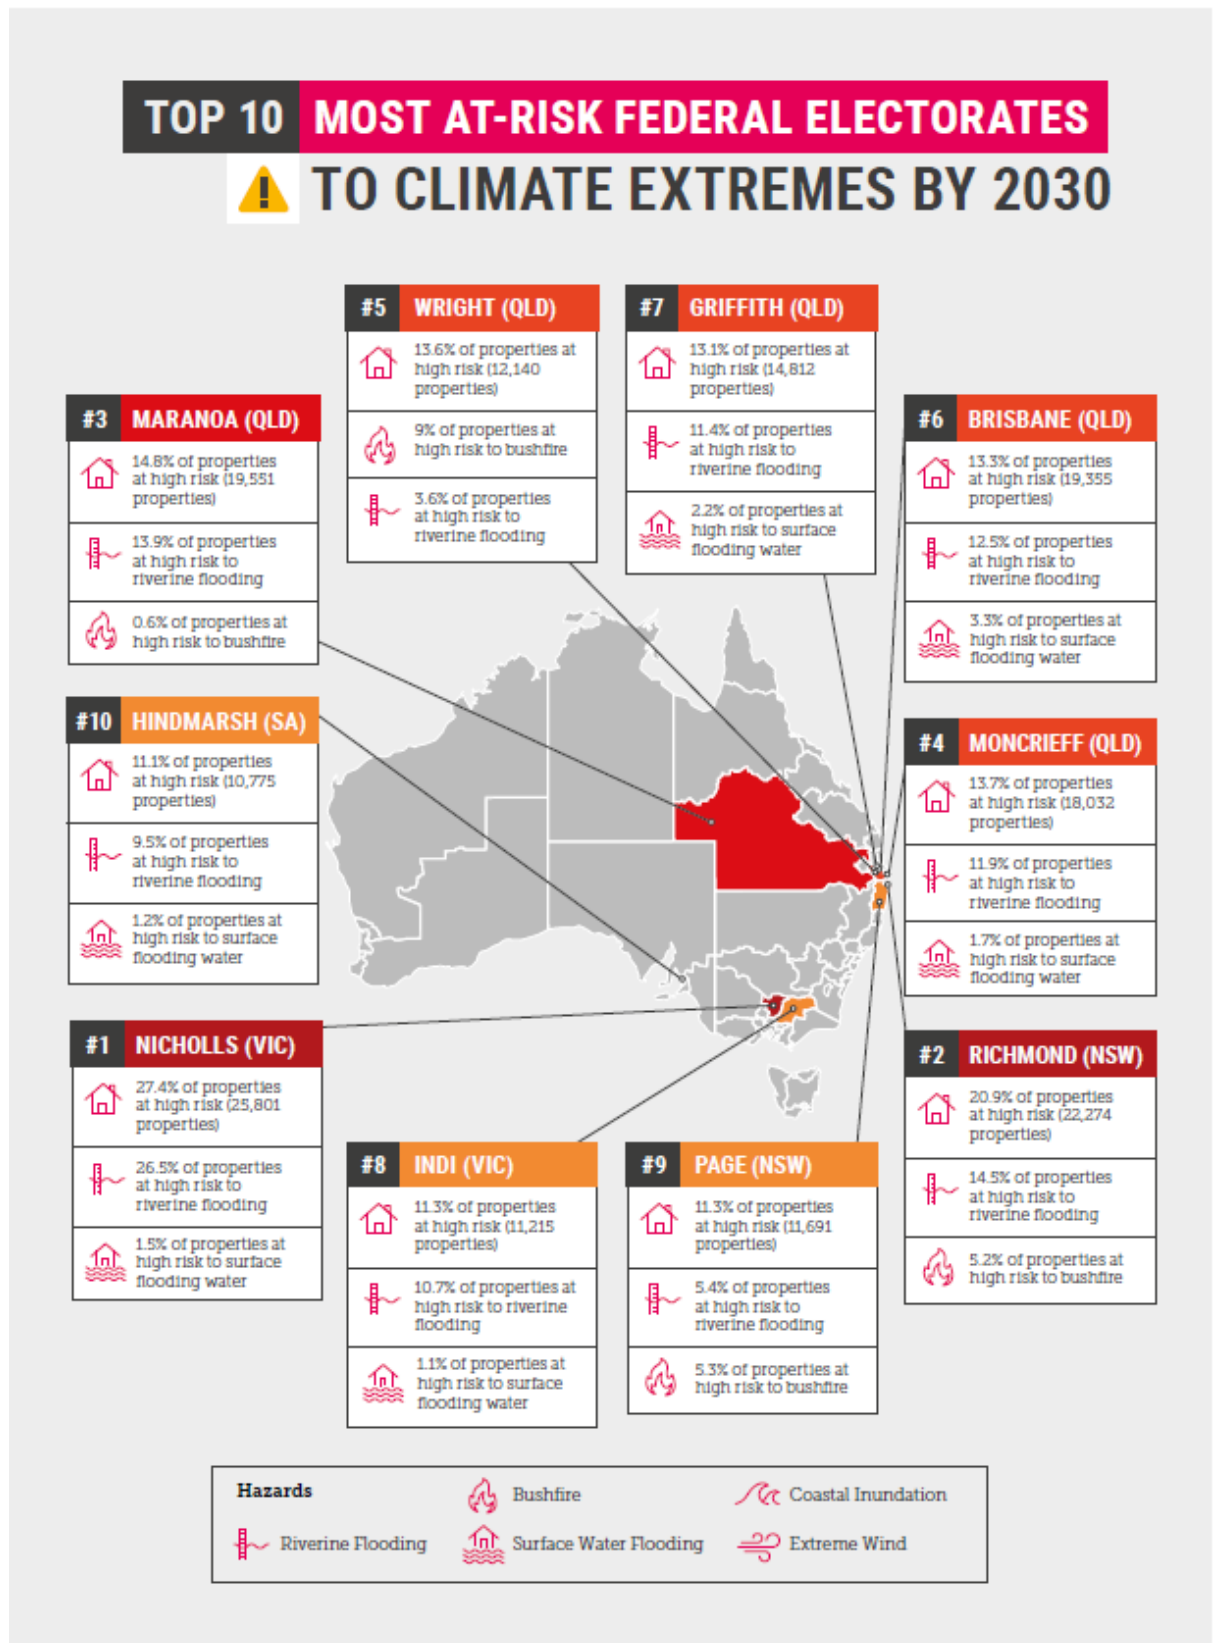 TOP 10 MOST AT-RISK FEDERAL ELECTORATES
TO CLIMATE EXTREMES BY 2030
#5 WRIGHT (QLD)
13.6% of properties at
high risk (12,140
properties)
9% of properties at
high risk to bushfire
3.6% of properties
at high risk to
riverine flooding
#7 GRIFFITH (QLD)
13.1% of properties at
high risk (14,812
properties)
11.4% of properties
at high risk to
riverine flooding
2.2% of properties at
high risk to surface
flooding water
#3 MARANOA (QLD)
14.8% of properties
at high risk (19,551
properties)
13.9% of properties
at high risk to
riverine flooding
0.6% of properties at
high risk to bushfire
#6 BRISBANE (QLD)
13.3% of properties
at high risk (19,355
properties)
12.5% of properties
at high risk to
riverine flooding
3.3% of properties at
high risk to surface
flooding water
#10 HINDMARSH (SA)
11.1% of properties
at high risk (10,775
properties)
9.5% of properties
at high risk to
riverine flooding
1.2% of properties at
high risk to surface
flooding water
#4 MONCRIEFF (QLD)
13.7% of properties
at high risk (18,032
properties)
11.9% of properties
at high risk to
riverine flooding
1.7% of properties at
high risk to surface
flooding water
#1 NICHOLLS (VIC)
27.4% of properties
at high risk (25,801
properties)
26.5% of properties
at high risk to
riverine flooding
1.5% of properties at
high risk to surface
flooding water
#2 RICHMOND (NSW)
20.9% of properties
at high risk (22,274
properties)
14.5% of properties
at high risk to
riverine flooding
5.2% of properties at
high risk to bushfire
#8 INDI (VIC)
11.3% of properties
at high risk (11,215
properties)
10.7% of properties at
high risk to riverine
flooding
1.1% of properties at
high risk to surface
flooding water
#9 PAGE (NSW)
11.3% of properties
at high risk (11,691
properties)
5.4% of properties
at high risk to
riverine flooding
5.3% of properties at
high risk to bushfire
Hazards
Bushfire
Coastal Inundation
Riverine Flooding
Surface Water Flooding
Extreme Wind